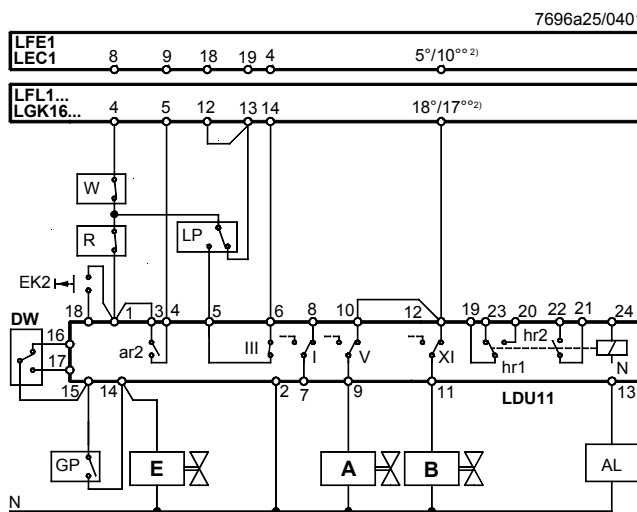 7696a25/0401
LFE1
LEC1
8 9 18 19 4 5°/10°° 2)
LFL1...
LGK16...
4 5 12 13 14 18°/17°° 2)
W
R
LP
EK2
DW
18 1 3 4 5 6 8 10 12 19 23 20 22 21 24
16
17
ar2 III I V XI hr1 hr2 N
15 14 2 7 9 11 LDU11 13
GP E A B AL
N